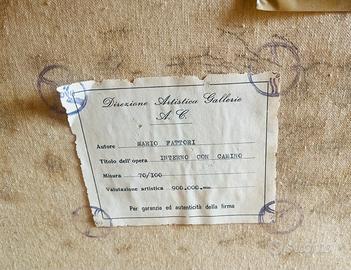 Direzione Artistica Gallerie
A. C.
Autore MARIO FATTORI
Titolo dell'opera INTERNO CON CAMINO
Misura 70/100
Valutazione artistica 900.000.=
Per garanzia ed autenticità della firma